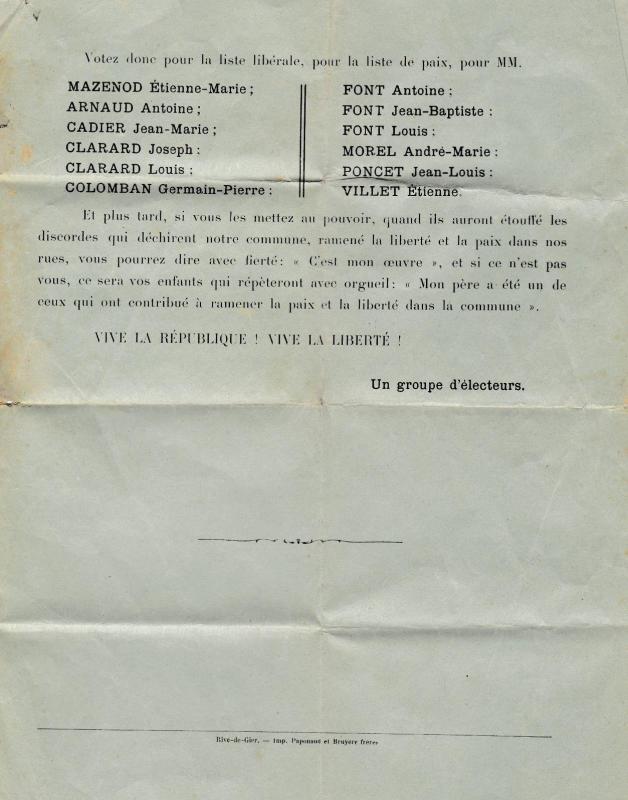 Votez donc pour la liste libérale, pour la liste de paix, pour MM.
MAZENOD Étienne-Marie ;
ARNAUD Antoine ;
CADIER Jean-Marie ;
CLARARD Joseph :
CLARARD Louis :
COLOMBAN Germain-Pierre :
FONT Antoine ;
FONT Jean-Baptiste :
FONT Louis :
MOREL André-Marie :
PONCET Jean-Louis :
VILLET Étienne.
Et plus tard, si vous les mettez au pouvoir, quand ils auront étouffé les
discordes qui déchirent notre commune, ramené la liberté et la paix dans nos
rues, vous pourrez dire avec fierté : « C'est mon œuvre », et si ce n'est pas
vous, ce sera vos enfants qui répèteront avec orgueil : « Mon père a été un de
ceux qui ont contribué à ramener la paix et la liberté dans la commune ».
VIVE LA RÉPUBLIQUE ! VIVE LA LIBERTÉ !
Un groupe d'électeurs.
Rive-de-Gier. — Imp. Paponaud et Bruyère frères